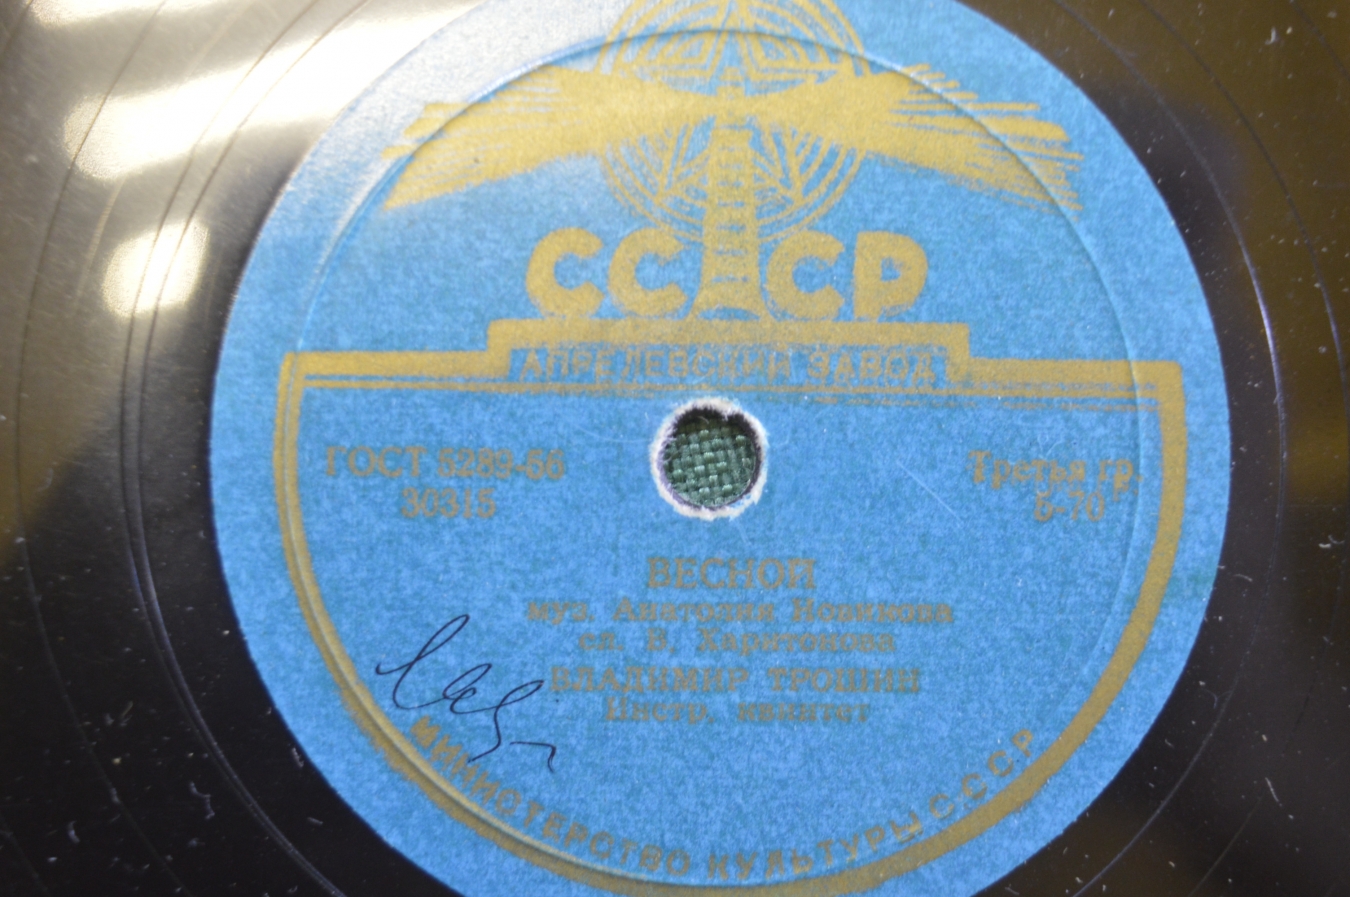 СССР
АПРЕЛЕВСКИЙ ЗАВОД
ГОСТ 5289-56
30315
Третья гр.
5-70
ВЕСНОЙ
муз. Анатолия Новикова
сл. В. Харитонова
ВЛАДИМИР ТРОШИН
Инстр. квинтет
МИНИСТЕРСТВО КУЛЬТУРЫ СССР